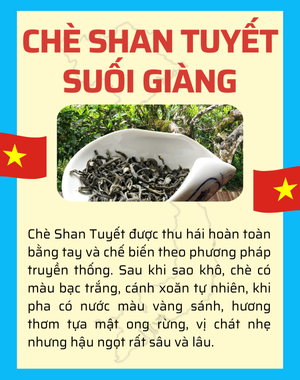 CHÈ SHAN TUYẾT
SUỐI GIÀNG
Chè Shan Tuyết được thu hái hoàn toàn
bằng tay và chế biến theo phương pháp
truyền thống. Sau khi sao khô, chè có
màu bạc trắng, cánh xoăn tự nhiên, khi
pha có nước màu vàng sánh, hương
thơm tựa mật ong rừng, vị chát nhẹ
nhưng hậu ngọt rất sâu và lâu.